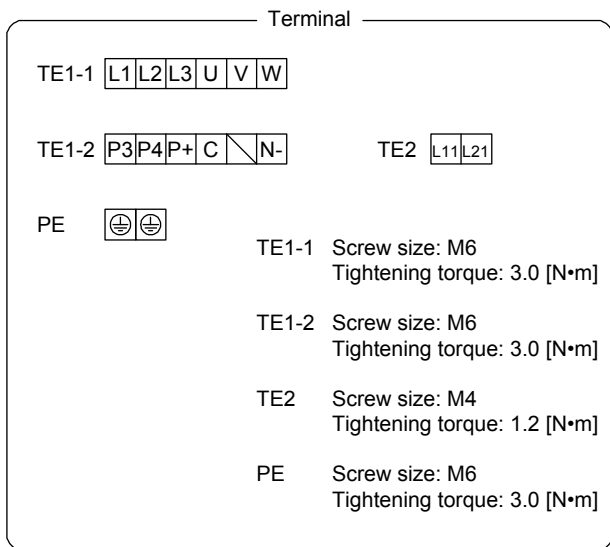 Terminal
TE1-1 L1 L2 L3 U V W
TE1-2 P3 P4 P+ C N- TE2 L11 L21
PE
TE1-1 Screw size: M6
Tightening torque: 3.0 [N•m]
TE1-2 Screw size: M6
Tightening torque: 3.0 [N•m]
TE2 Screw size: M4
Tightening torque: 1.2 [N•m]
PE Screw size: M6
Tightening torque: 3.0 [N•m]